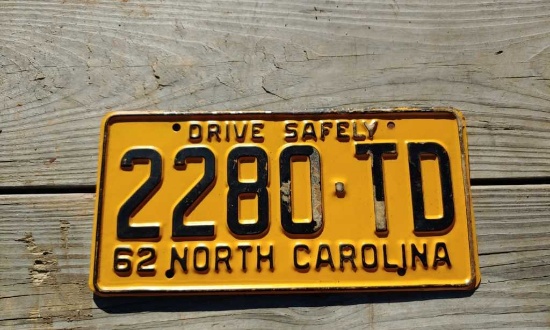 DRIVE SAFELY
2280·TD
62 NORTH CAROLINA